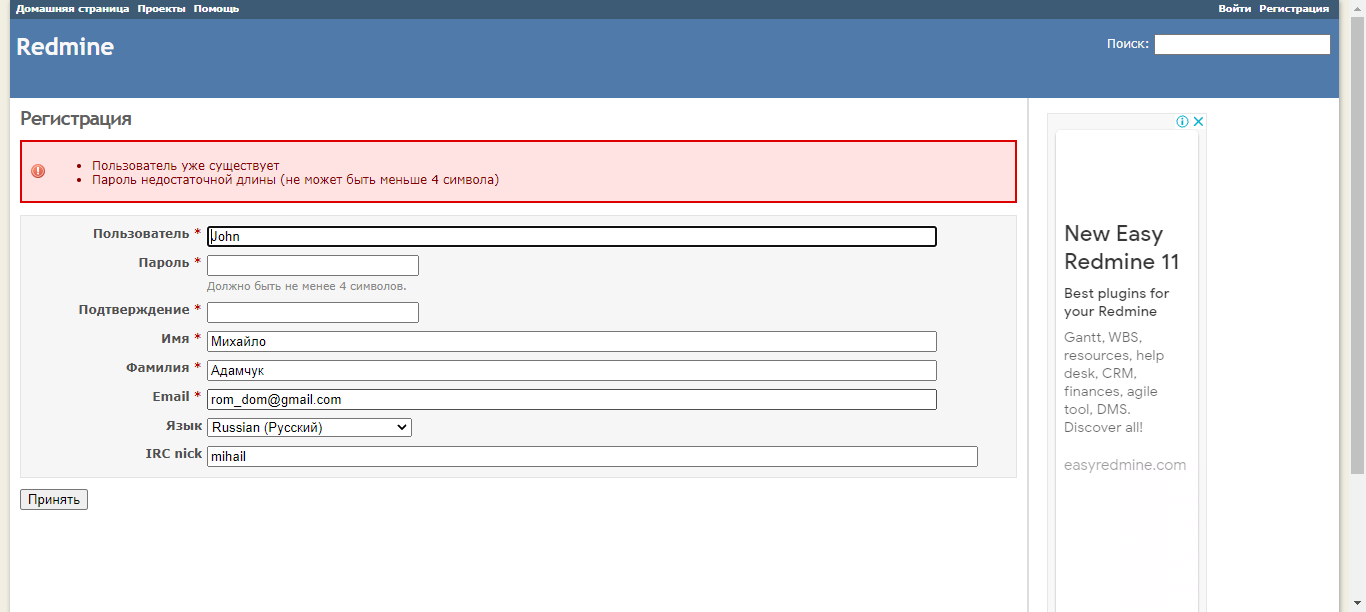 Домашняя страница Проекты Помощь Войти Регистрация
Redmine
Поиск:
Регистрация
Пользователь уже существует
Пароль недостаточной длины (не может быть меньше 4 символа)
Пользователь * John
Пароль *
Должно быть не менее 4 символов.
Подтверждение *
Имя * Михайло
Фамилия * Адамчук
Email * rom_dom@gmail.com
Язык Russian (Русский)
IRC nick mihail
Принять
New Easy
Redmine 11
Best plugins for
your Redmine
Gantt, WBS,
resources, help
desk, CRM,
finances, agile
tool, DMS.
Discover all!
easyredmine.com